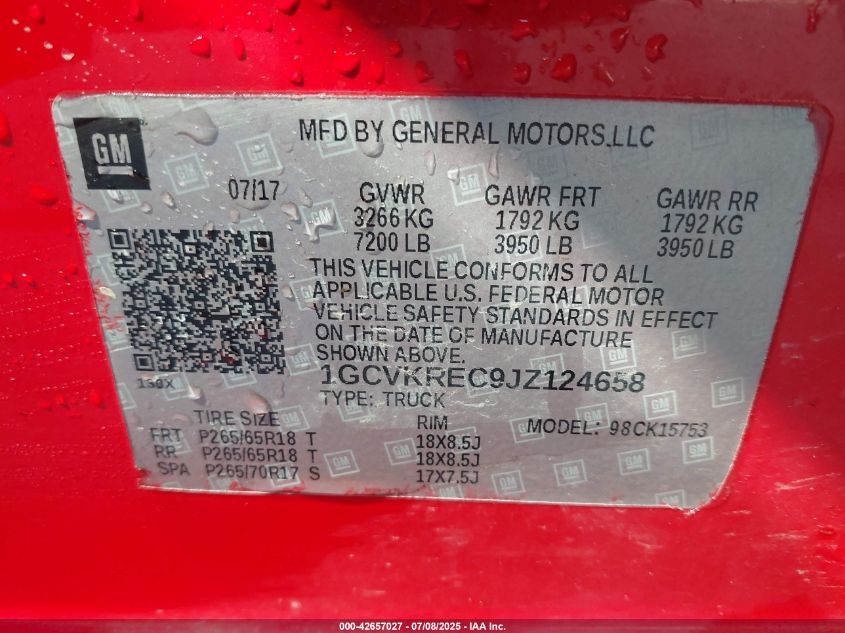 GM
MFD BY GENERAL MOTORS,LLC
07/17
GVWR GAWR FRT GAWR RR
3266 KG 1792 KG 1792 KG
7200 LB 3950 LB 3950 LB
THIS VEHICLE CONFORMS TO ALL
APPLICABLE U.S. FEDERAL MOTOR
VEHICLE SAFETY STANDARDS IN EFFECT
ON THE DATE OF MANUFACTURE
SHOWN ABOVE.
1GCVKREC9JZ124658
TYPE: TRUCK
TIRE SIZE RIM MODEL: 98CK15753
FRT P265/65R18 T 18X8.5J
RR P265/65R18 T 18X8.5J
SPA P265/70R17 S 17X7.5J
000-42657027 - 07/08/2025 - IAA Inc.